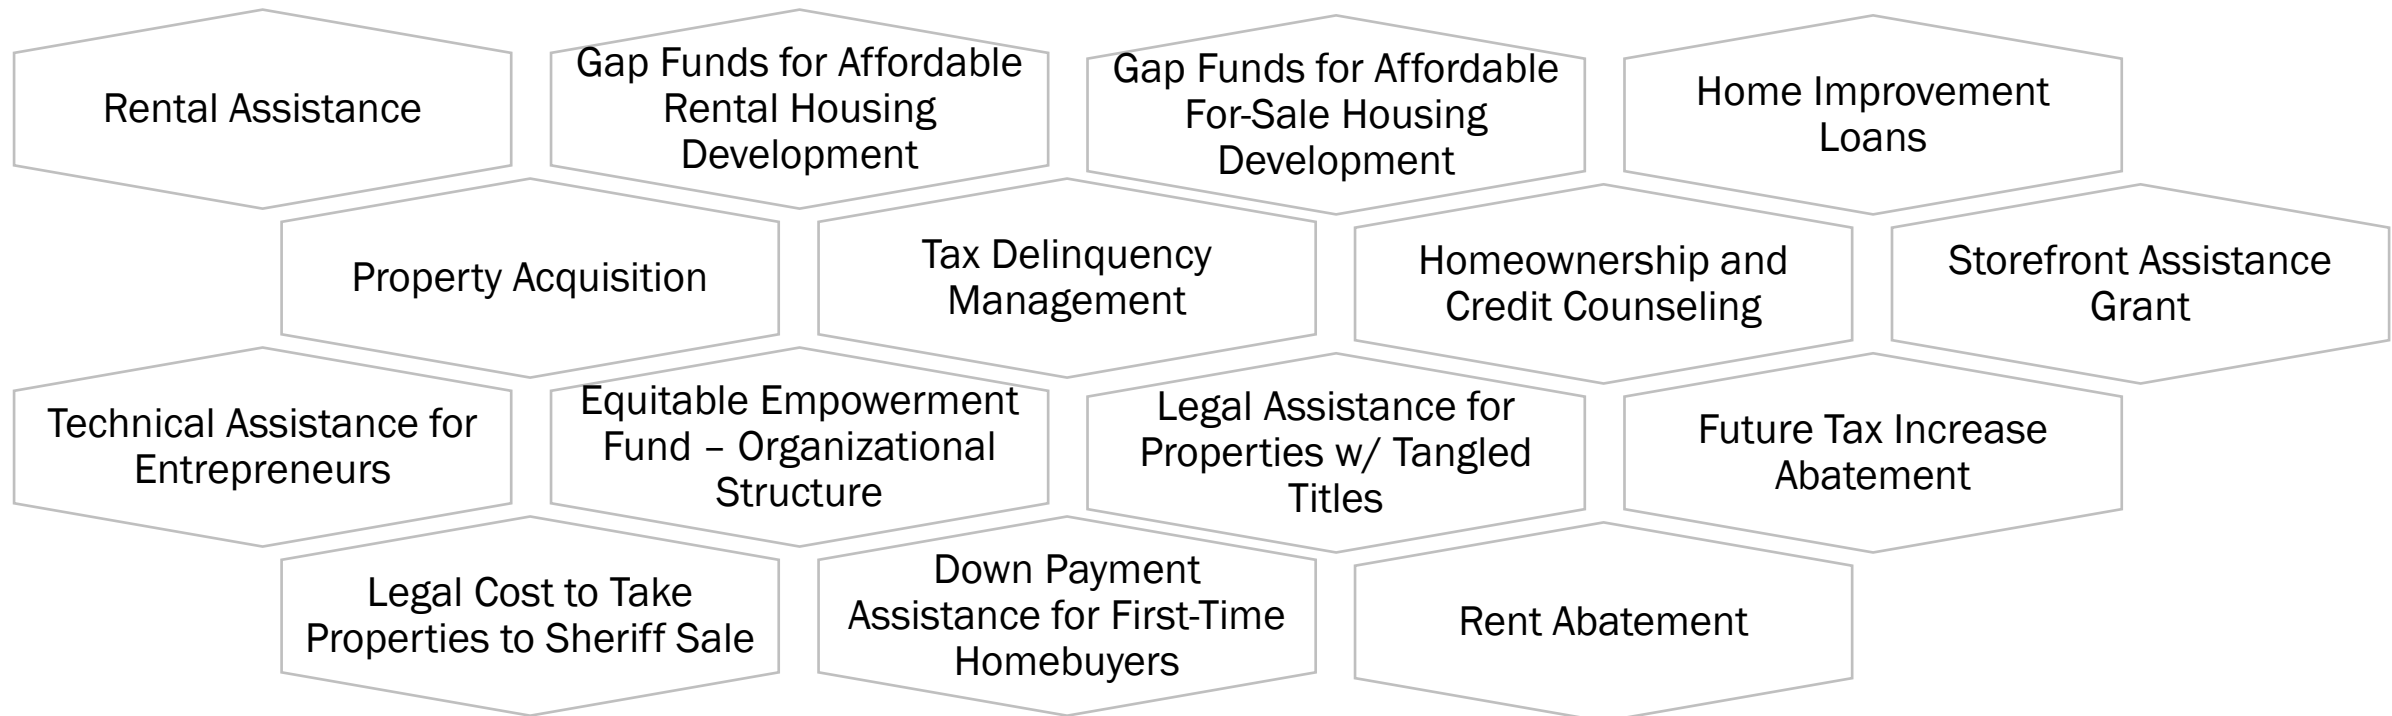 Rental Assistance
Gap Funds for Affordable
Rental Housing
Development
Gap Funds for Affordable
For-Sale Housing
Development
Home Improvement
Loans
Property Acquisition
Tax Delinquency
Management
Homeownership and
Credit Counseling
Storefront Assistance
Grant
Technical Assistance for
Entrepreneurs
Equitable Empowerment
Fund – Organizational
Structure
Legal Assistance for
Properties w/ Tangled
Titles
Future Tax Increase
Abatement
Legal Cost to Take
Properties to Sheriff Sale
Down Payment
Assistance for First-Time
Homebuyers
Rent Abatement